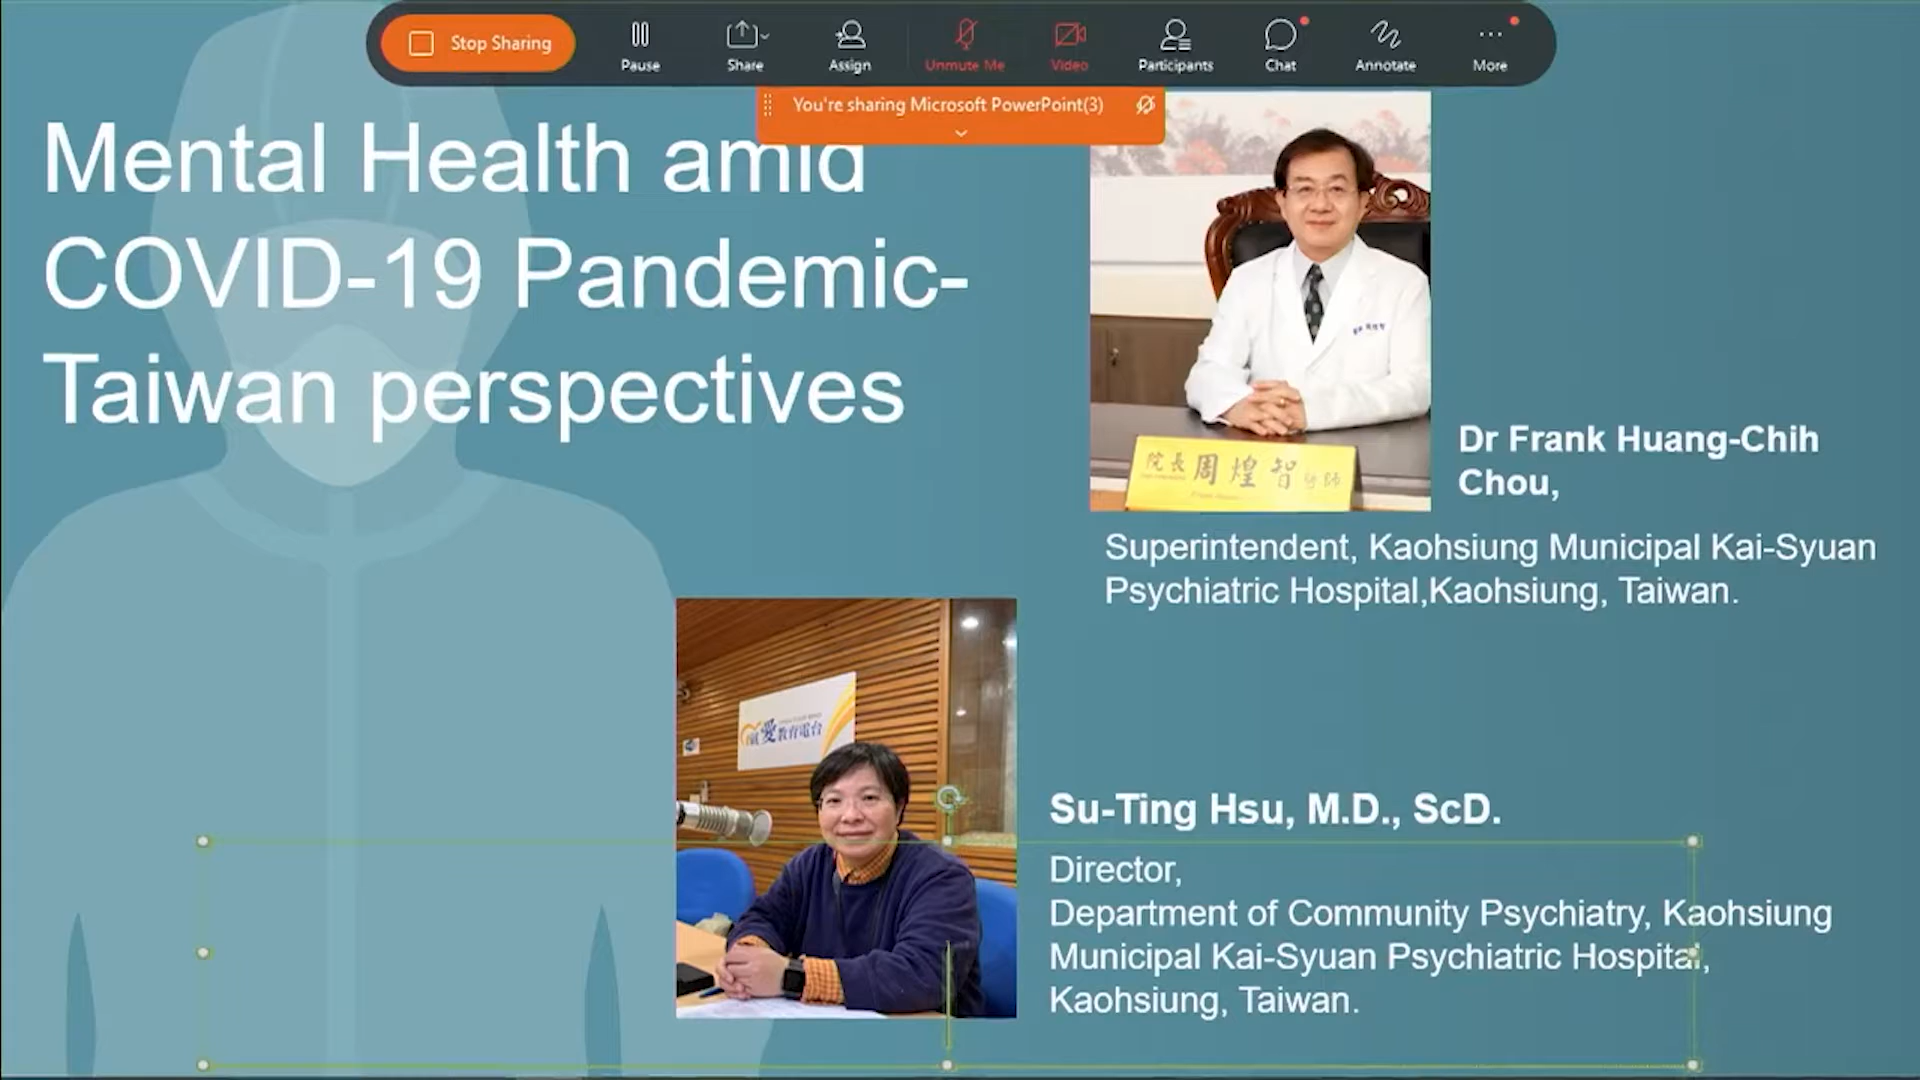 Stop Sharing
Pause
Share
Assign
Unmute Me
Video
Participants
Chat
Annotate
More
You're sharing Microsoft PowerPoint(3)
Mental Health amid
COVID-19 Pandemic-
Taiwan perspectives
院長 周煌智 醫師
Dr Frank Huang-Chih
Chou,
Superintendent, Kaohsiung Municipal Kai-Syuan
Psychiatric Hospital,Kaohsiung, Taiwan.
愛教育電台
Su-Ting Hsu, M.D., ScD.
Director,
Department of Community Psychiatry, Kaohsiung
Municipal Kai-Syuan Psychiatric Hospital,
Kaohsiung, Taiwan.